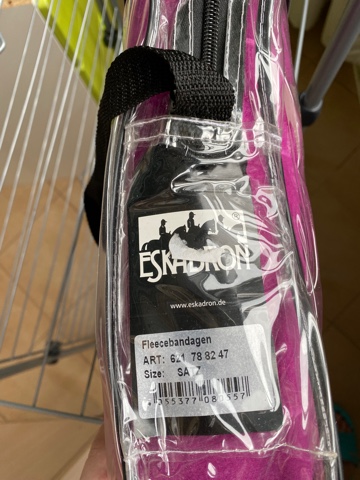 ESKADRON
®
www.eskadron.de
Fleecebandagen
ART: 621 78 82 47
Size: